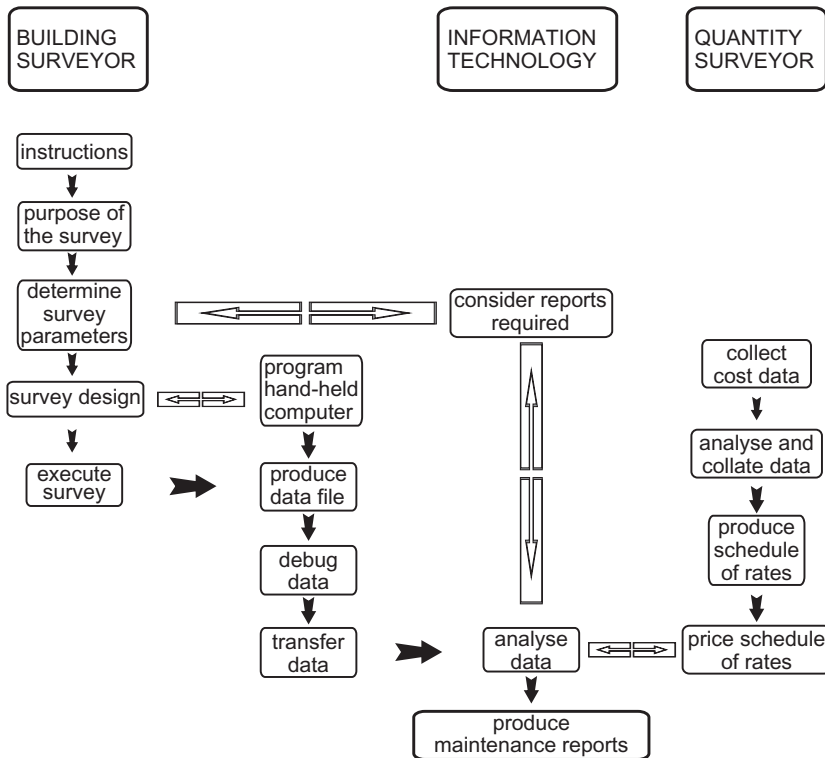 BUILDING
SURVEYOR
INFORMATION
TECHNOLOGY
QUANTITY
SURVEYOR
instructions
purpose of
the survey
determine
survey
parameters
consider reports
required
survey design
program
hand-held
computer
collect
cost data
execute
survey
produce
data file
analyse and
collate data
debug
data
produce
schedule
of rates
transfer
data
analyse
data
price schedule
of rates
produce
maintenance reports